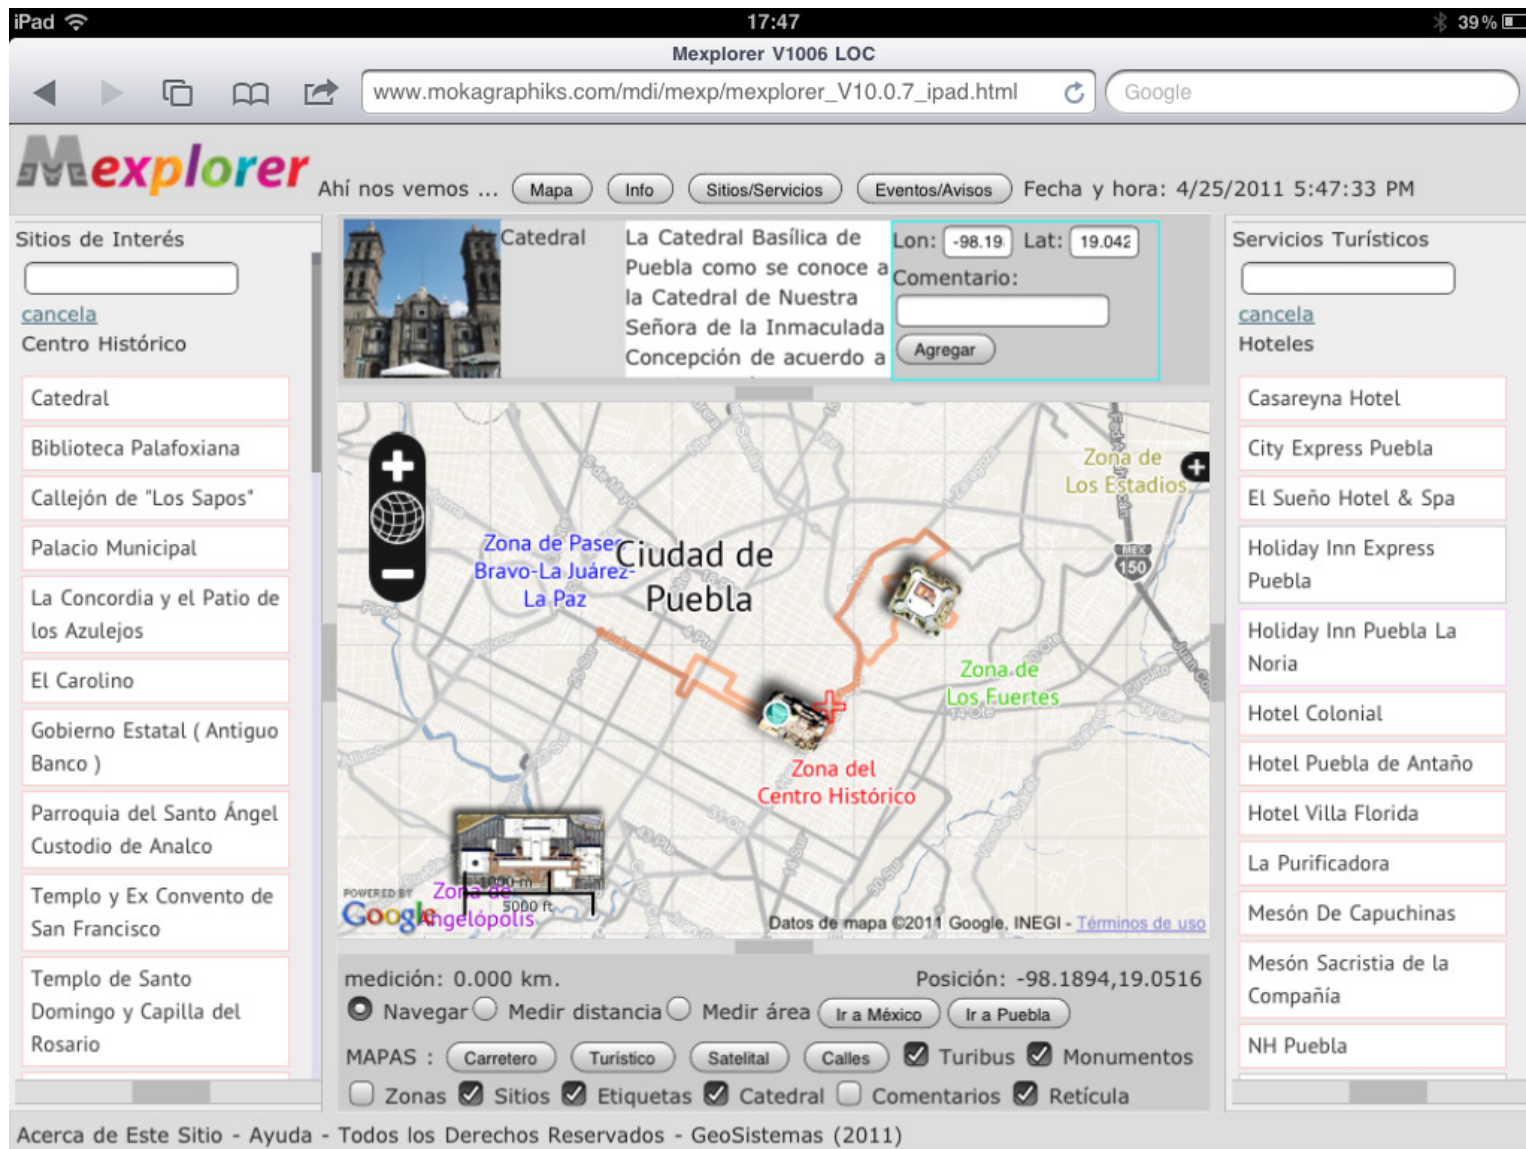 iPad
17:47
39%
Mexplorer V1006 LOC
www.mokagraphiks.com/mdi/mexp/mexplorer_V10.0.7_ipad.html
Google
Mexplorer
Ahí nos vemos ... Mapa Info Sitios/Servicios Eventos/Avisos Fecha y hora: 4/25/2011 5:47:33 PM
Sitios de Interés
cancela
Centro Histórico
Catedral
Biblioteca Palafoxiana
Callejón de "Los Sapos"
Palacio Municipal
La Concordia y el Patio de
los Azulejos
El Carolino
Gobierno Estatal ( Antiguo
Banco )
Parroquia del Santo Ángel
Custodio de Analco
Templo y Ex Convento de
San Francisco
Templo de Santo
Domingo y Capilla del
Rosario
Catedral
La Catedral Basílica de
Puebla como se conoce a
la Catedral de Nuestra
Señora de la Inmaculada
Concepción de acuerdo a
Lon: -98.19 Lat: 19.042
Comentario:
Agregar
Zona de
Los Estadios
MEX
150
Zona de Paseo
Bravo-La Juárez-
La Paz
Ciudad de
Puebla
Zona de
Los Fuertes
Zona del
Centro Histórico
Zona de
Angelópolis
1000 m
5000 ft
POWERED BY
Google
Datos de mapa ©2011 Google, INEGI - Términos de uso
medición: 0.000 km.
Posición: -98.1894,19.0516
Navegar Medir distancia Medir área Ir a México Ir a Puebla
MAPAS : Carretero Turístico Satelital Calles Turibus Monumentos
Zonas Sitios Etiquetas Catedral Comentarios Retícula
Servicios Turísticos
cancela
Hoteles
Casareyna Hotel
City Express Puebla
El Sueño Hotel & Spa
Holiday Inn Express
Puebla
Holiday Inn Puebla La
Noria
Hotel Colonial
Hotel Puebla de Antaño
Hotel Villa Florida
La Purificadora
Mesón De Capuchinas
Mesón Sacristia de la
Compañía
NH Puebla
Acerca de Este Sitio - Ayuda - Todos los Derechos Reservados - GeoSistemas (2011)